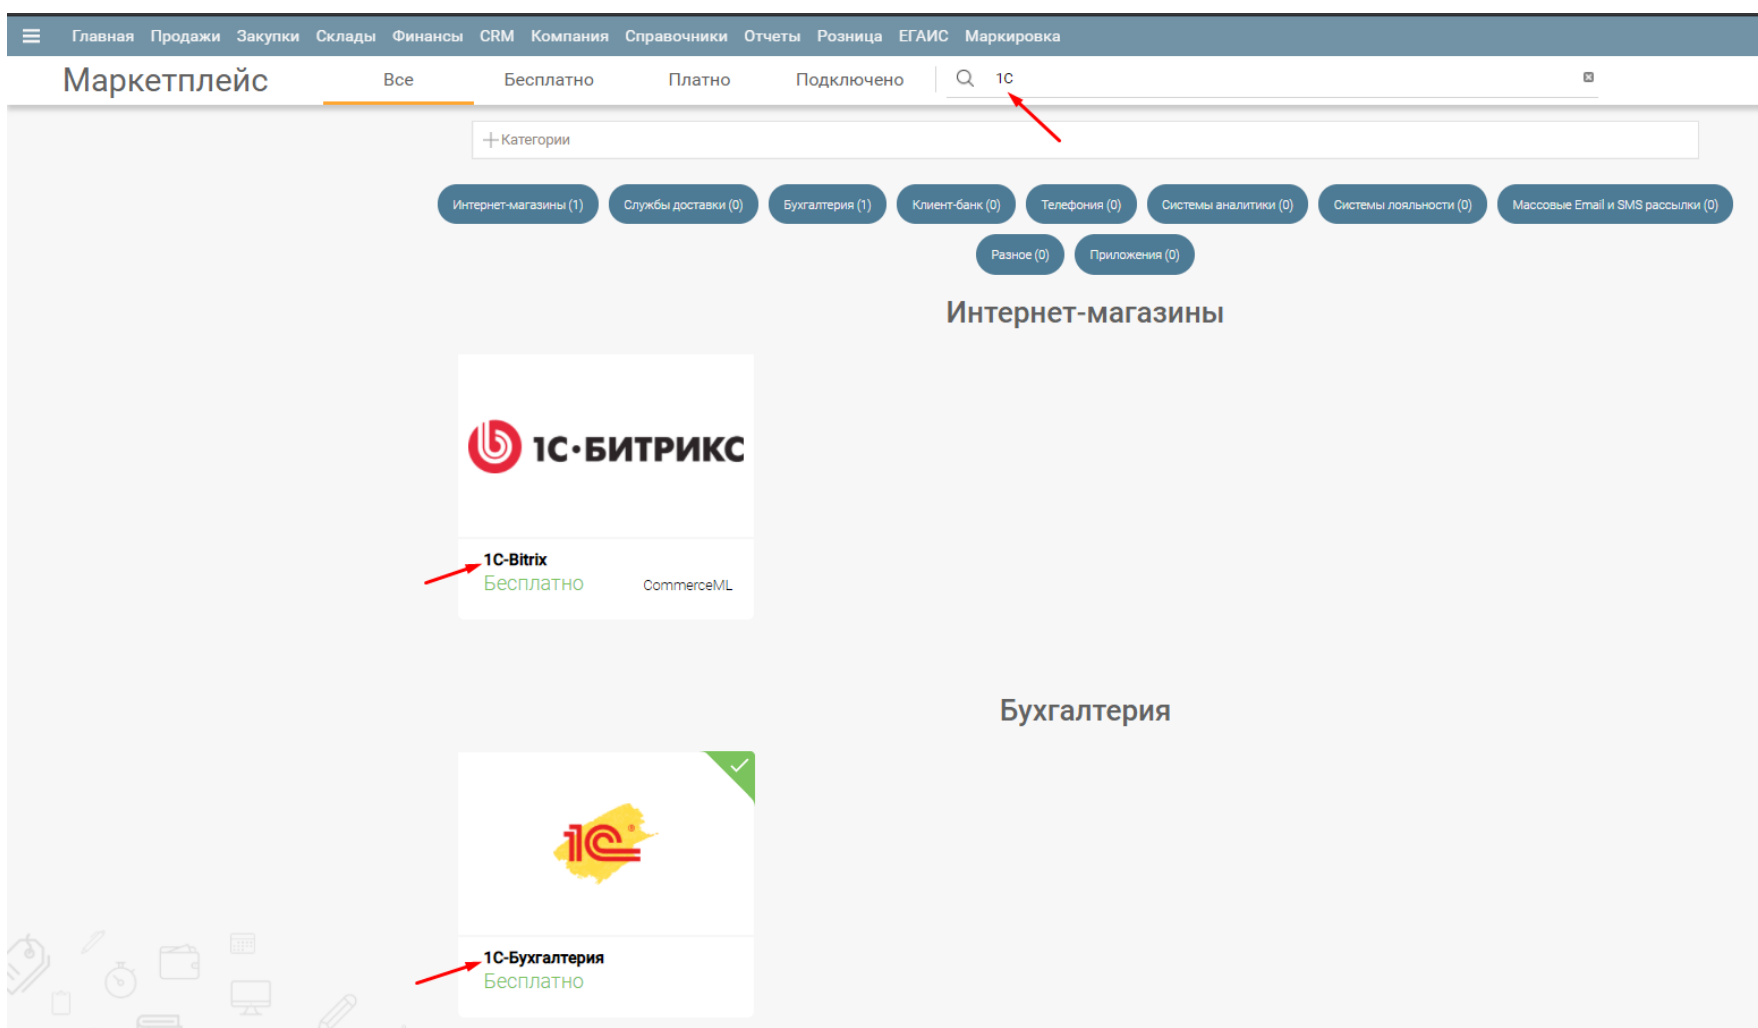 Главная Продажи Закупки Склады Финансы CRM Компания Справочники Отчеты Розница ЕГАИС Маркировка
Маркетплейс Все Бесплатно Платно Подключено 1С
Категории
Интернет-магазины (1) Службы доставки (0) Бухгалтерия (1) Клиент-банк (0) Телефония (0) Системы аналитики (0) Системы лояльности (0) Массовые Email и SMS рассылки (0)
Разное (0) Приложения (0)
Интернет-магазины
1С·БИТРИКС
1C-Bitrix
Бесплатно CommerceML
Бухгалтерия
1С
1С-Бухгалтерия
Бесплатно